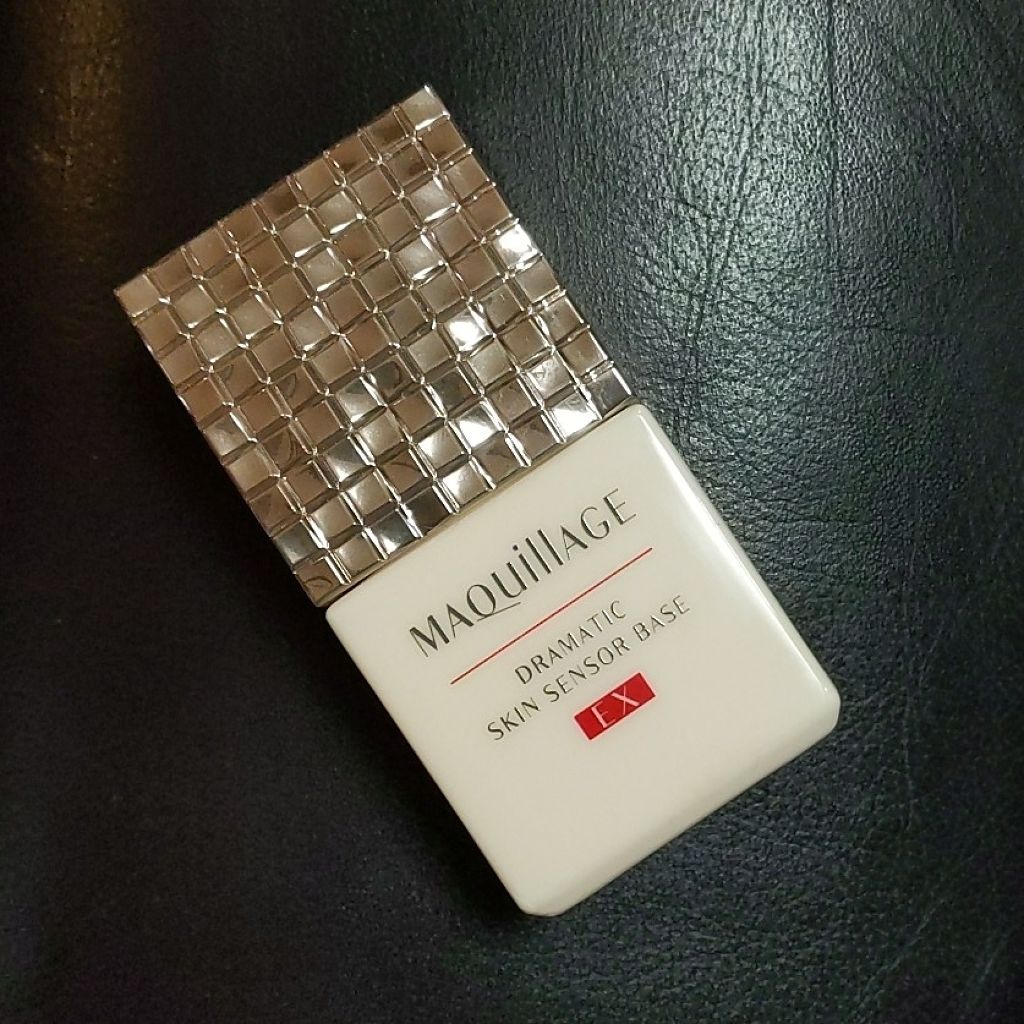 MAQuillAGE
DRAMATIC
SKIN SENSOR BASE
EX